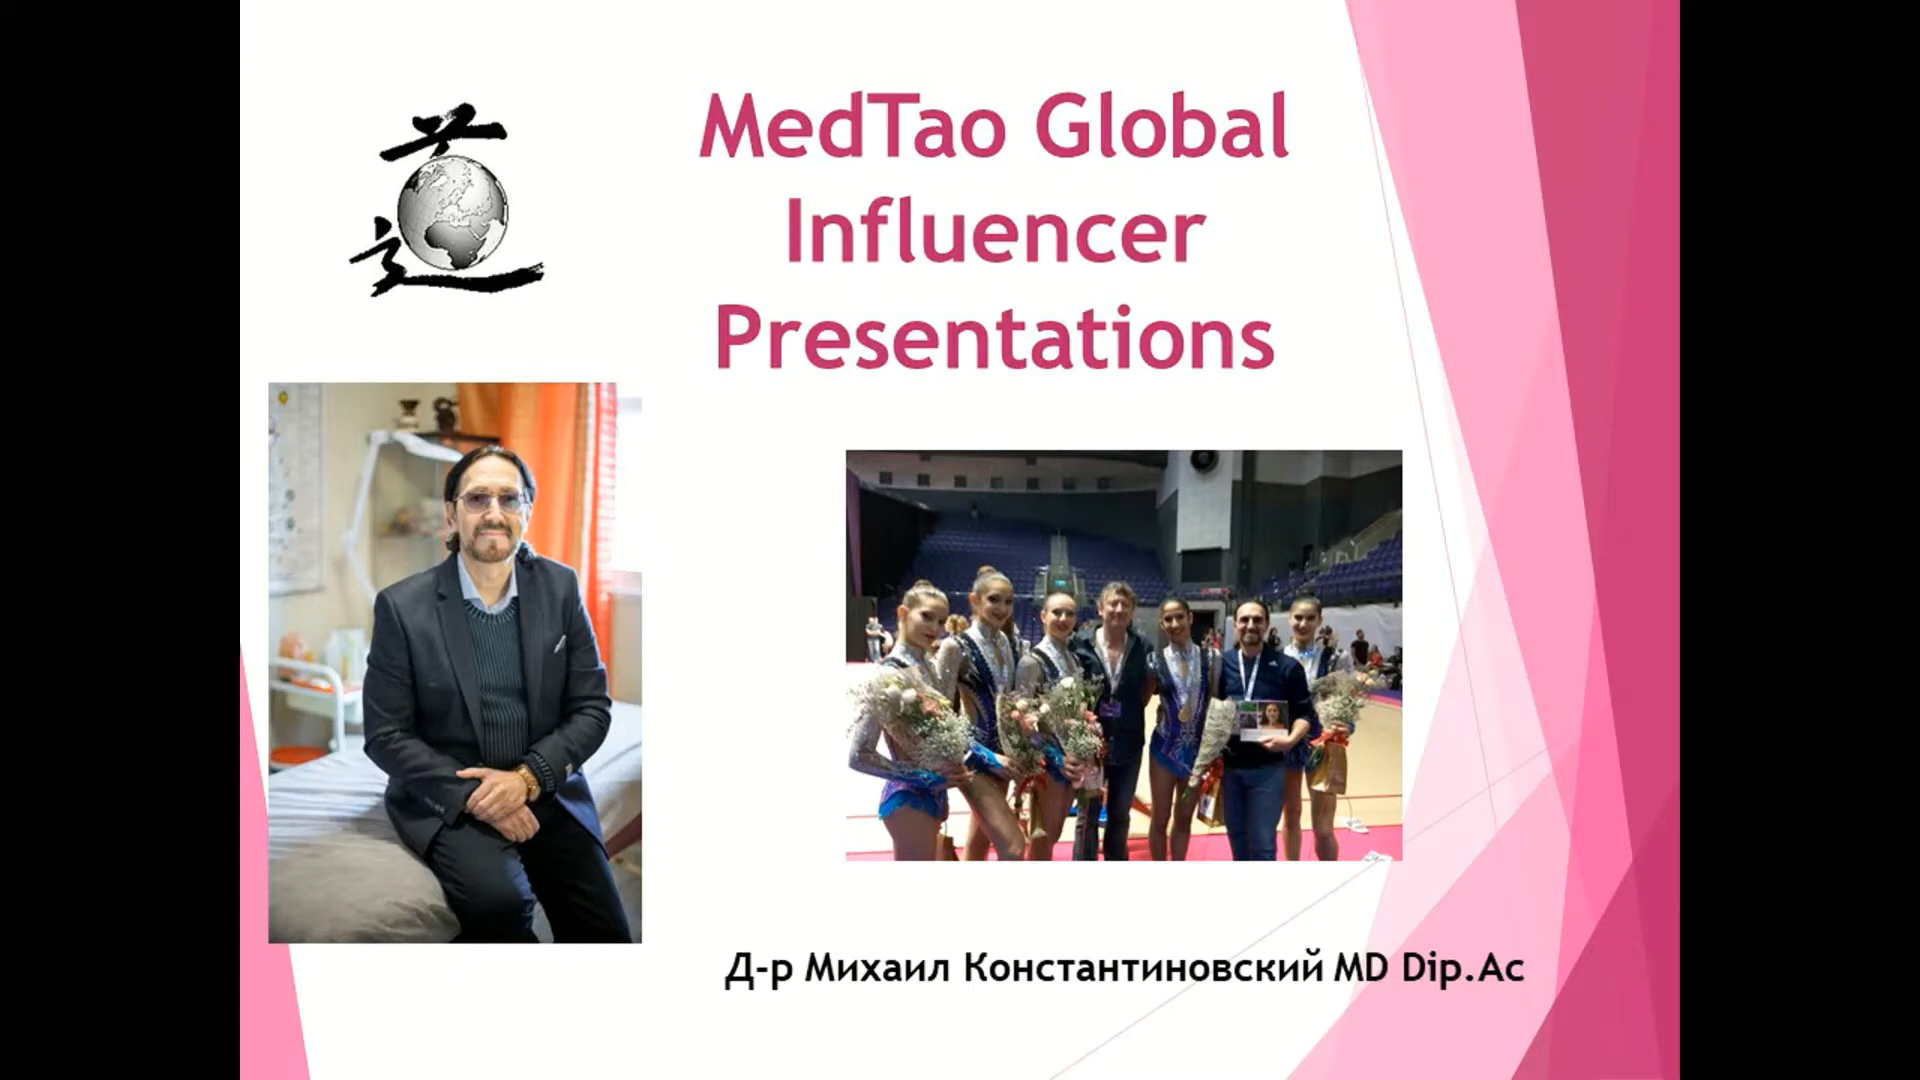 MedTao Global
Influencer
Presentations
Д-р Михаил Константиновский MD Dip.Ac